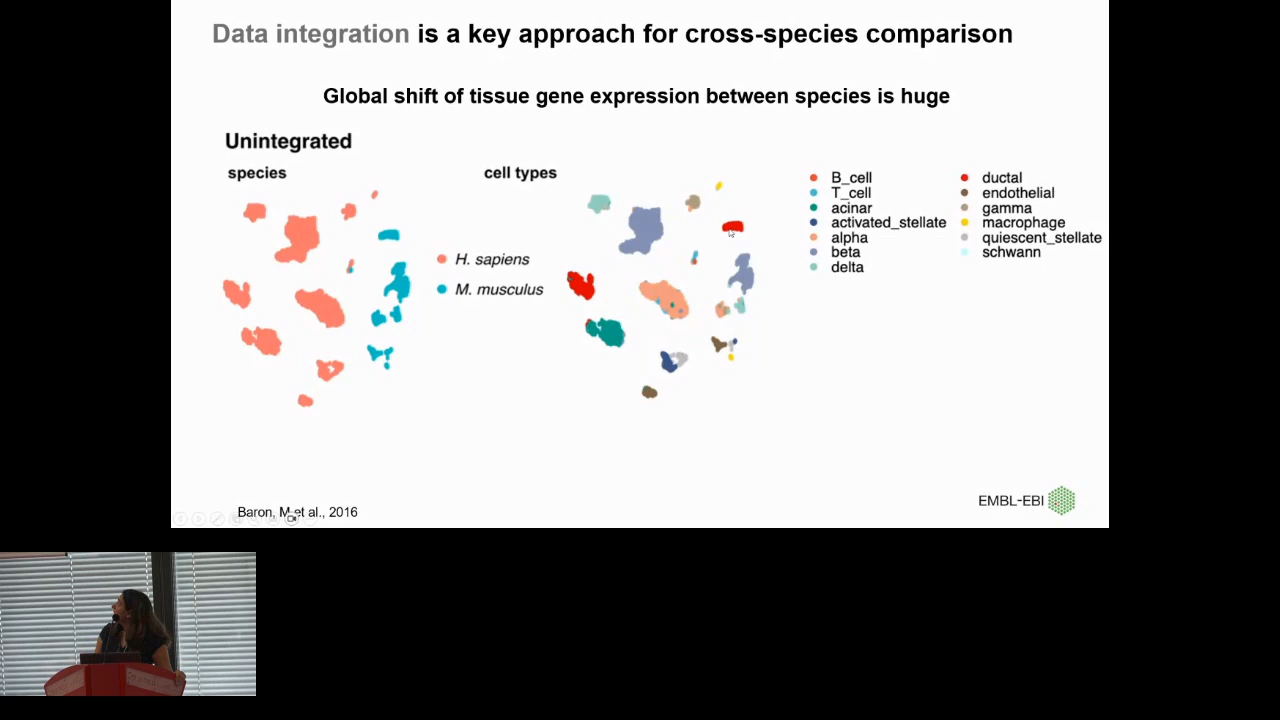 Data integration is a key approach for cross-species comparison
Global shift of tissue gene expression between species is huge
Unintegrated
species
cell types
H. sapiens
M. musculus
B_cell
T_cell
acinar
activated_stellate
alpha
beta
delta
ductal
endothelial
gamma
macrophage
quiescent_stellate
schwann
Baron, M et al., 2016
EMBL-EBI